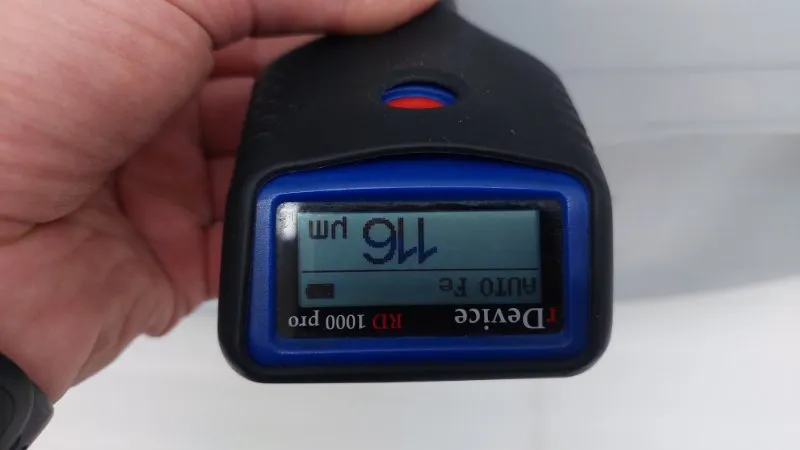 rDevice RD 1000 pro
AUTO Fe
116 µm